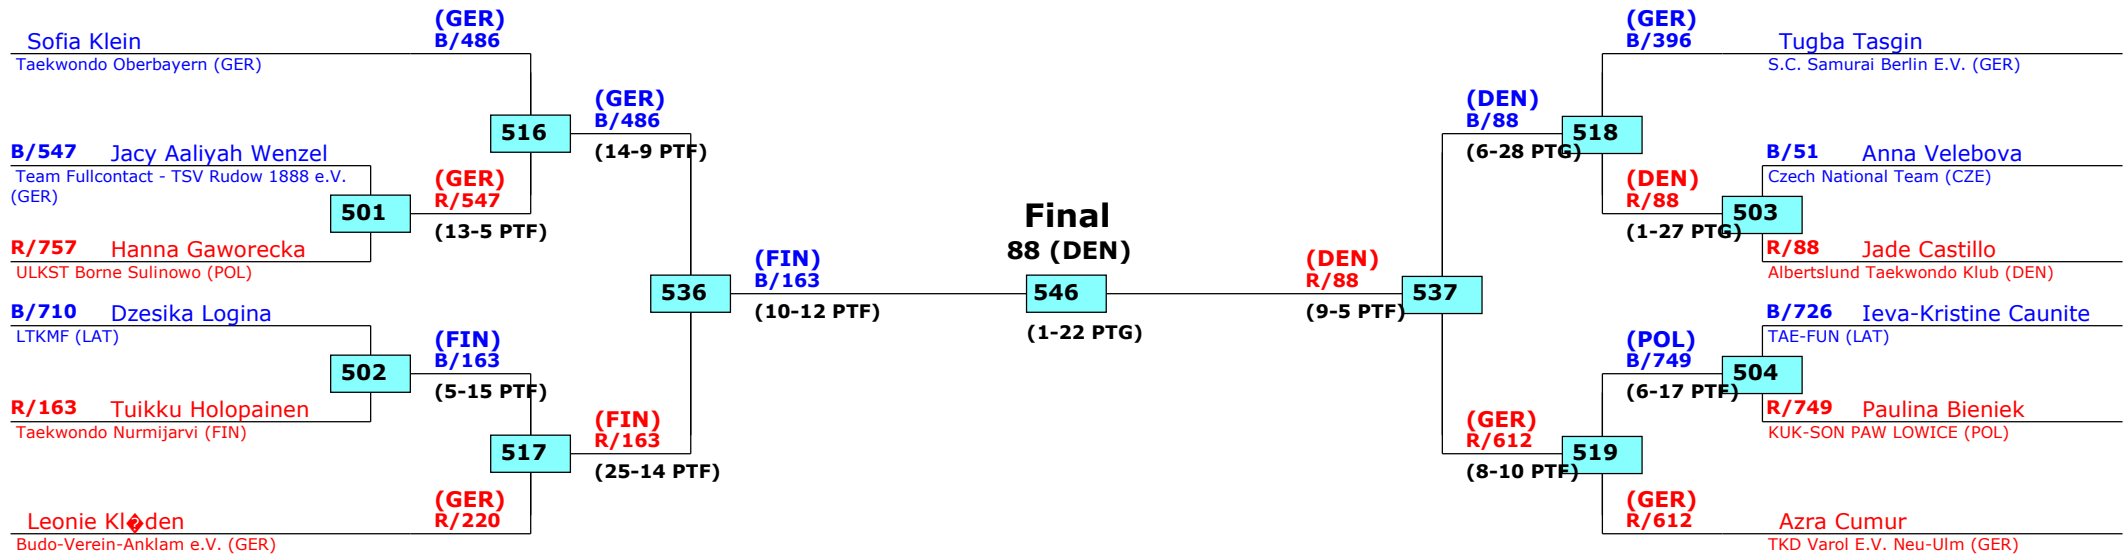 (GER)
B/486
Sofia Klein
Taekwondo Oberbayern (GER)
516
(GER)
B/486
(14-9 PTF)
B/547 Jacy Aaliyah Wenzel
Team Fullcontact - TSV Rudow 1888 e.V.
(GER)
501
(GER)
R/547
(13-5 PTF)
R/757 Hanna Gaworecka
ULKST Borne Sulinowo (POL)
536
(FIN)
B/163
(10-12 PTF)
B/710 Dzesika Logina
LTKMF (LAT)
502
(FIN)
B/163
(5-15 PTF)
R/163 Tuikku Holopainen
Taekwondo Nurmijarvi (FIN)
517
(FIN)
R/163
(25-14 PTF)
(GER)
R/220
Leonie Kl�den
Budo-Verein-Anklam e.V. (GER)
Final
88 (DEN)
546
(1-22 PTG)
(GER)
B/396
Tugba Tasgin
S.C. Samurai Berlin E.V. (GER)
(DEN)
B/88
518
(6-28 PTG)
B/51 Anna Velebova
Czech National Team (CZE)
(DEN)
R/88
503
(1-27 PTG)
R/88 Jade Castillo
Albertslund Taekwondo Klub (DEN)
(DEN)
R/88
537
(9-5 PTF)
B/726 Ieva-Kristine Caunite
TAE-FUN (LAT)
(POL)
B/749
504
(6-17 PTF)
R/749 Paulina Bieniek
KUK-SON PAW LOWICE (POL)
(GER)
R/612
519
(8-10 PTF)
(GER)
R/612
Azra Cumur
TKD Varol E.V. Neu-Ulm (GER)